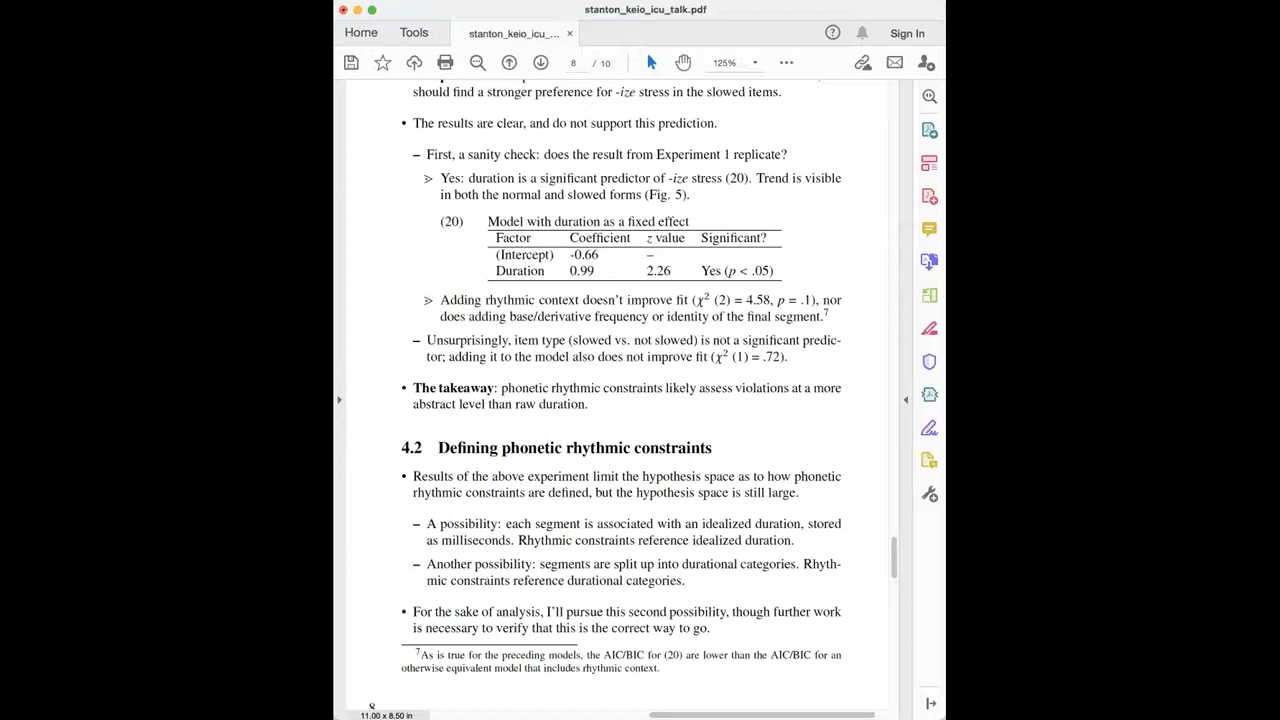 stanton_keio_icu_talk.pdf
Home Tools stanton_keio_icu_... × Sign In
8 / 10 125%
should find a stronger preference for -ize stress in the slowed items.
• The results are clear, and do not support this prediction.
– First, a sanity check: does the result from Experiment 1 replicate?
➢ Yes: duration is a significant predictor of -ize stress (20). Trend is visible
in both the normal and slowed forms (Fig. 5).
(20) Model with duration as a fixed effect
Factor Coefficient z value Significant?
(Intercept) -0.66 –
Duration 0.99 2.26 Yes (p < .05)
➢ Adding rhythmic context doesn't improve fit (χ² (2) = 4.58, p = .1), nor
does adding base/derivative frequency or identity of the final segment.⁷
– Unsurprisingly, item type (slowed vs. not slowed) is not a significant predic-
tor; adding it to the model also does not improve fit (χ² (1) = .72).
• The takeaway: phonetic rhythmic constraints likely assess violations at a more
abstract level than raw duration.
4.2 Defining phonetic rhythmic constraints
• Results of the above experiment limit the hypothesis space as to how phonetic
rhythmic constraints are defined, but the hypothesis space is still large.
– A possibility: each segment is associated with an idealized duration, stored
as milliseconds. Rhythmic constraints reference idealized duration.
– Another possibility: segments are split up into durational categories. Rhyth-
mic constraints reference durational categories.
• For the sake of analysis, I'll pursue this second possibility, though further work
is necessary to verify that this is the correct way to go.
⁷As is true for the preceding models, the AIC/BIC for (20) are lower than the AIC/BIC for an
otherwise equivalent model that includes rhythmic context.
8
11.00 x 8.50 in